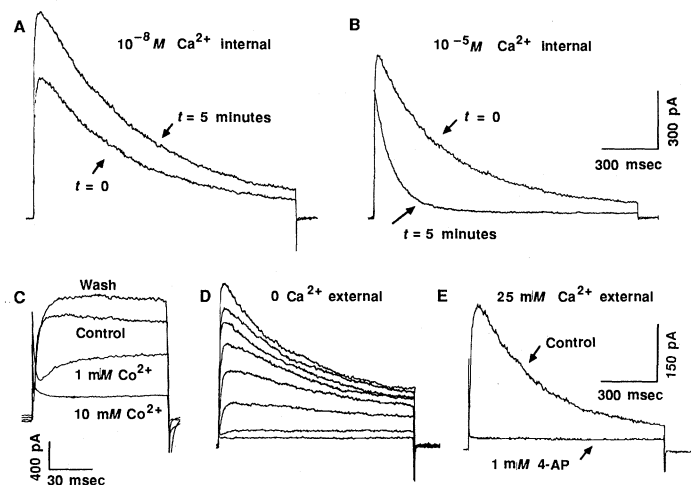 A
10⁻⁸ M Ca²⁺ internal
t = 5 minutes
t = 0
B
10⁻⁵ M Ca²⁺ internal
t = 0
t = 5 minutes
300 pA
300 msec
C
Wash
Control
1 mM Co²⁺
10 mM Co²⁺
400 pA
30 msec
D
0 Ca²⁺ external
E
25 mM Ca²⁺ external
Control
1 mM 4-AP
150 pA
300 msec